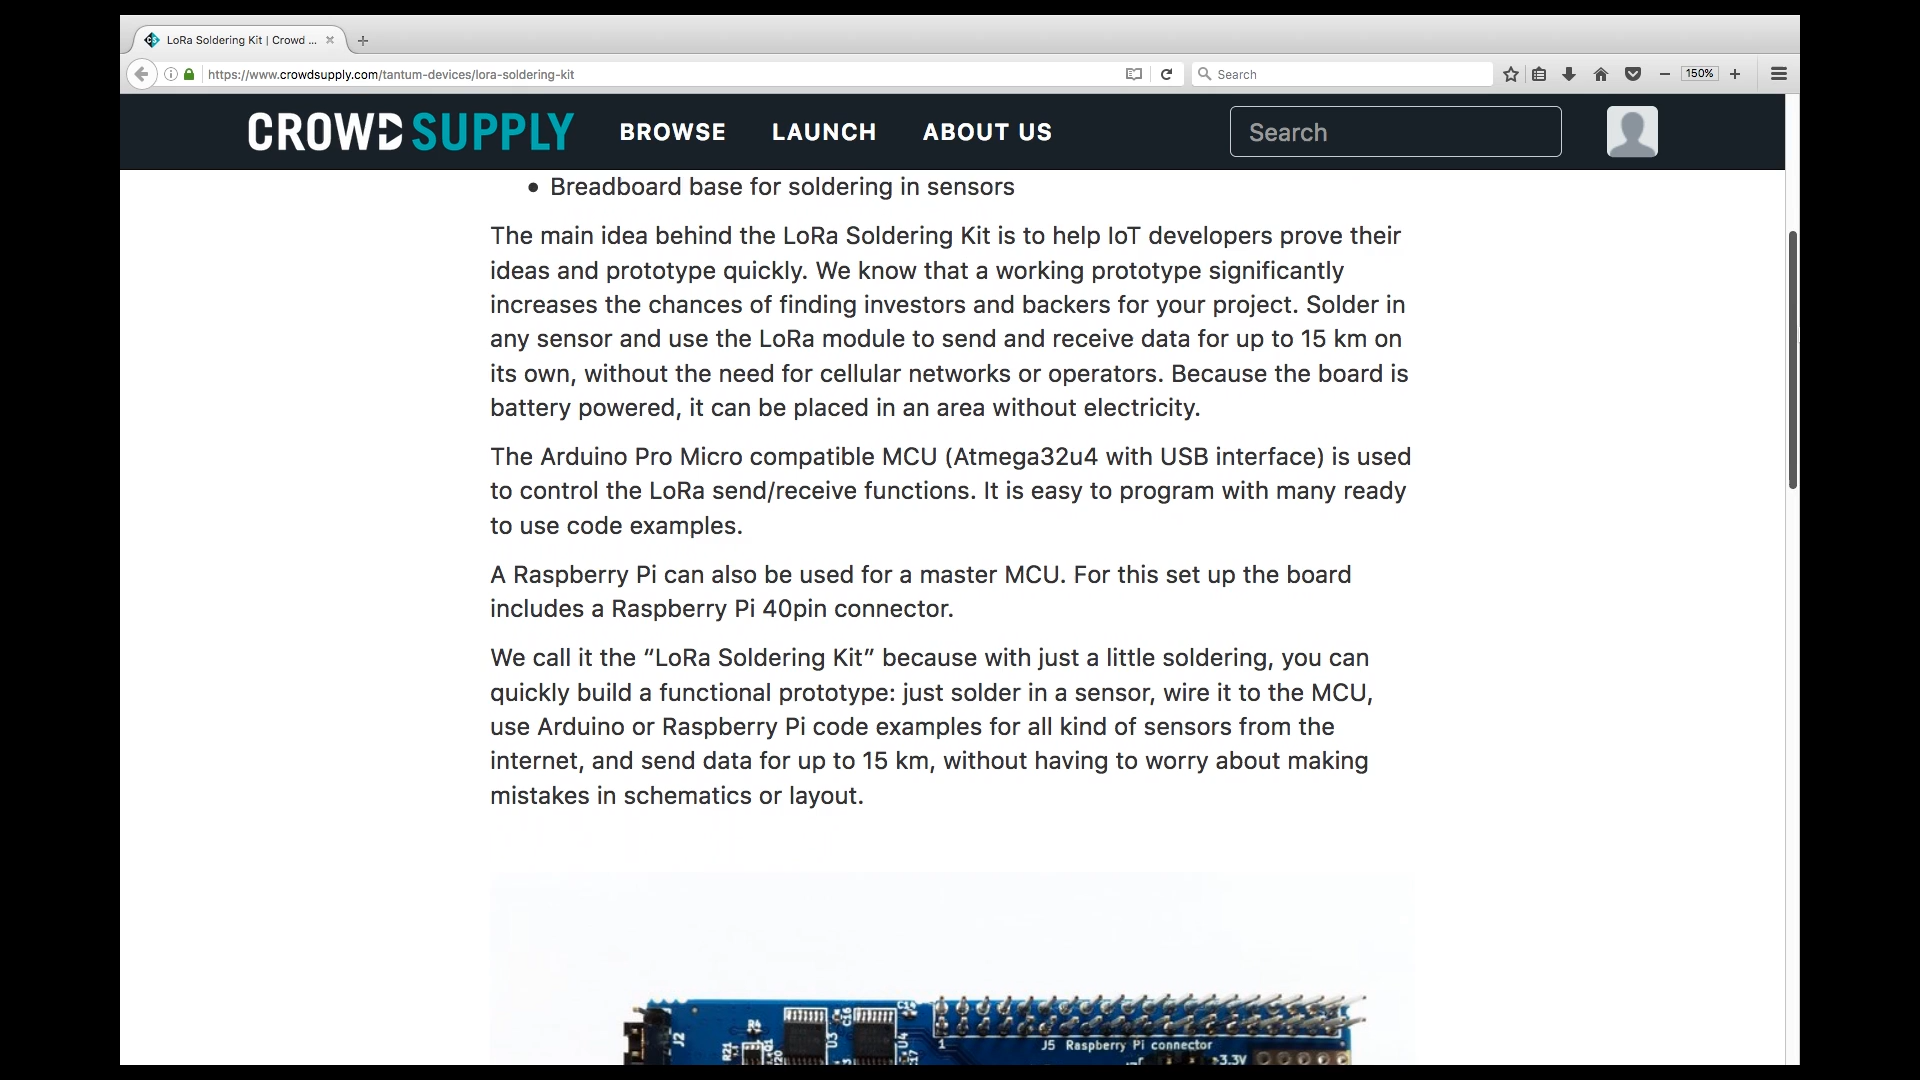 LoRa Soldering Kit | Crowd ...
https://www.crowdsupply.com/tantum-devices/lora-soldering-kit
Search
150%
CROWD SUPPLY
BROWSE
LAUNCH
ABOUT US
Search
• Breadboard base for soldering in sensors
The main idea behind the LoRa Soldering Kit is to help IoT developers prove their
ideas and prototype quickly. We know that a working prototype significantly
increases the chances of finding investors and backers for your project. Solder in
any sensor and use the LoRa module to send and receive data for up to 15 km on
its own, without the need for cellular networks or operators. Because the board is
battery powered, it can be placed in an area without electricity.
The Arduino Pro Micro compatible MCU (Atmega32u4 with USB interface) is used
to control the LoRa send/receive functions. It is easy to program with many ready
to use code examples.
A Raspberry Pi can also be used for a master MCU. For this set up the board
includes a Raspberry Pi 40pin connector.
We call it the “LoRa Soldering Kit” because with just a little soldering, you can
quickly build a functional prototype: just solder in a sensor, wire it to the MCU,
use Arduino or Raspberry Pi code examples for all kind of sensors from the
internet, and send data for up to 15 km, without having to worry about making
mistakes in schematics or layout.
J2
R4
R21
U3
C16
U4
C17
1
J5 Raspberry Pi connector
3.3V